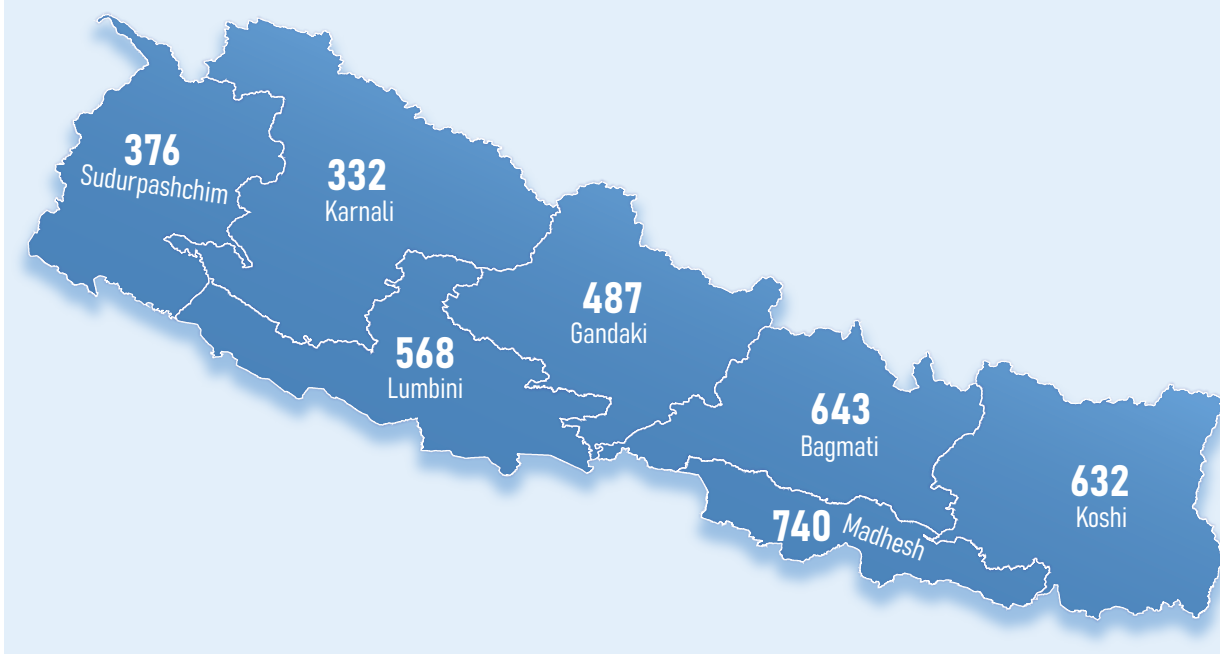 376
Sudurpashchim
332
Karnali
487
Gandaki
568
Lumbini
643
Bagmati
632
Koshi
740 Madhesh